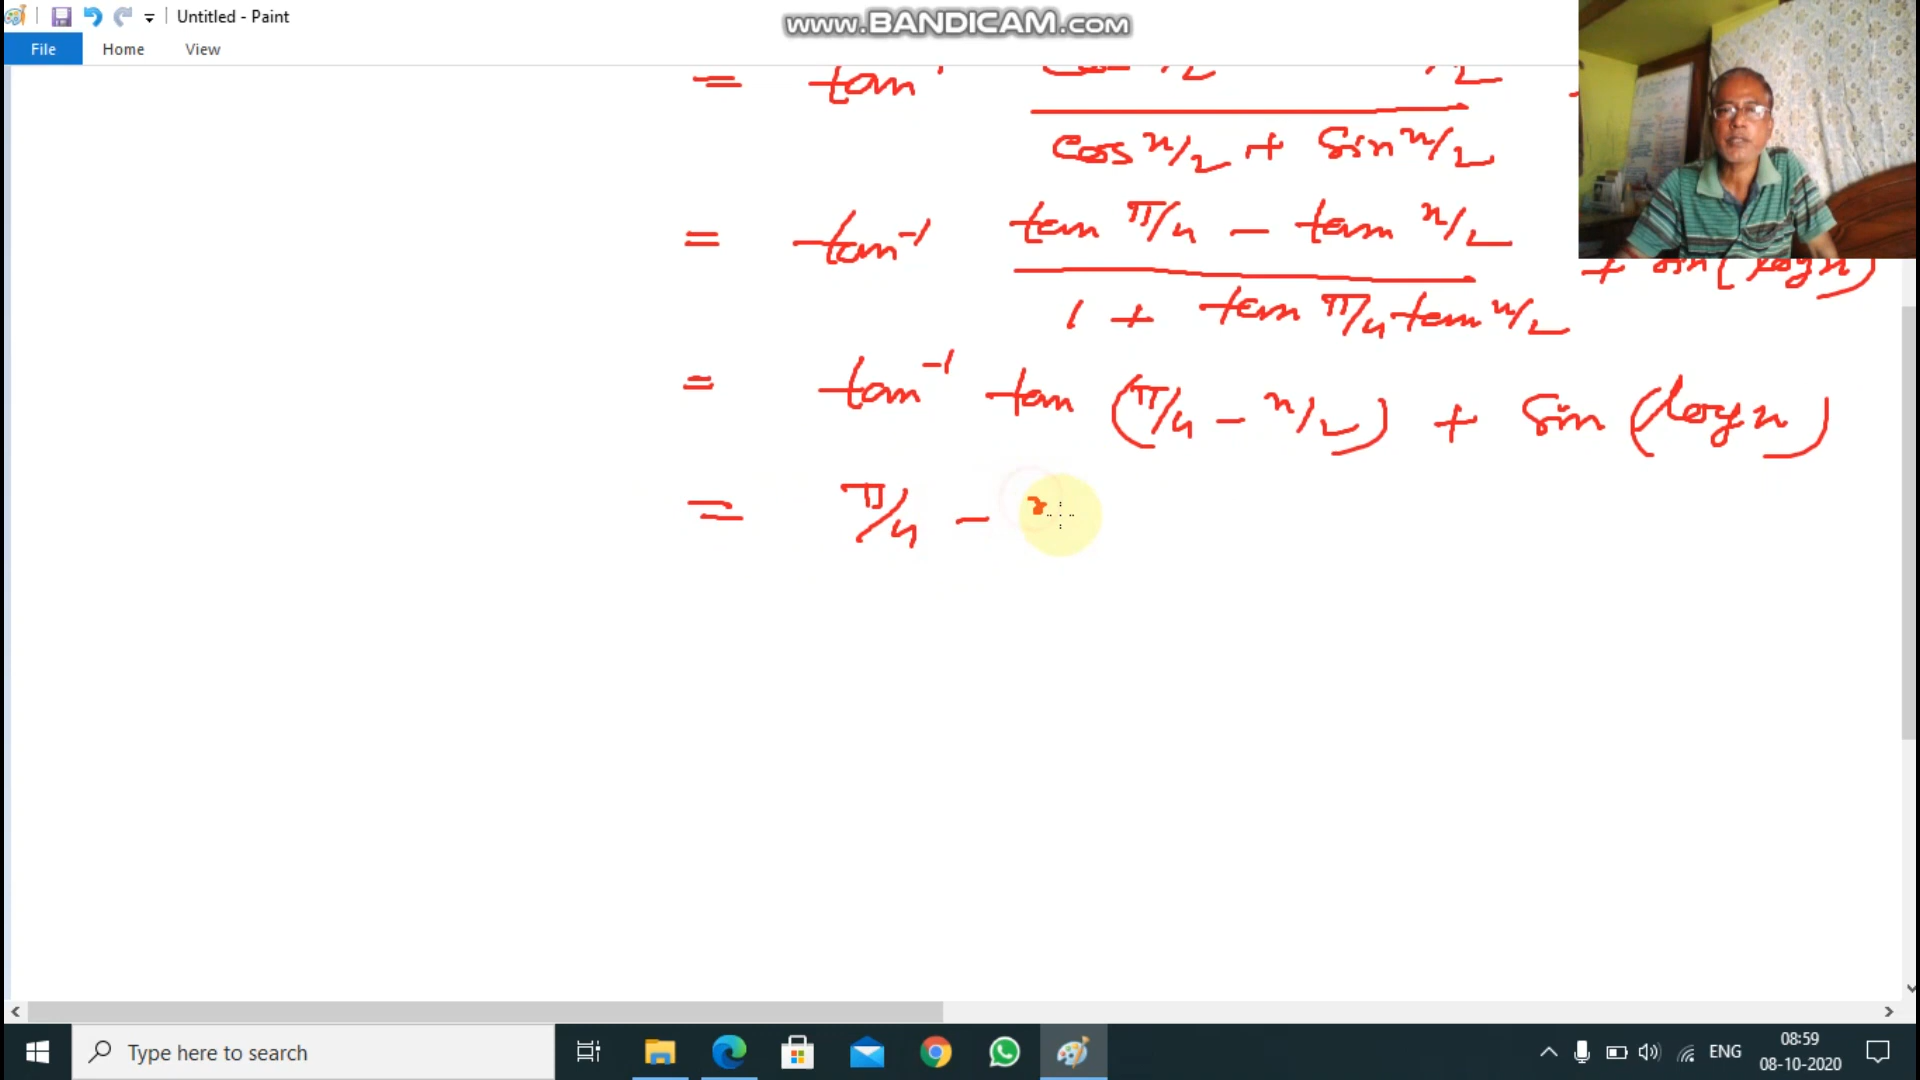 Untitled - Paint
www.BANDICAM.com
File Home View
= tan
cos x/2 + sin x/2
= tan⁻¹ tan π/4 - tan x/2
+ sin(log x)
1 + tan π/4 tan x/2
= tan⁻¹ tan (π/4 - x/2) + sin (log x)
= π/4 -
Type here to search
ENG
08:59
08-10-2020